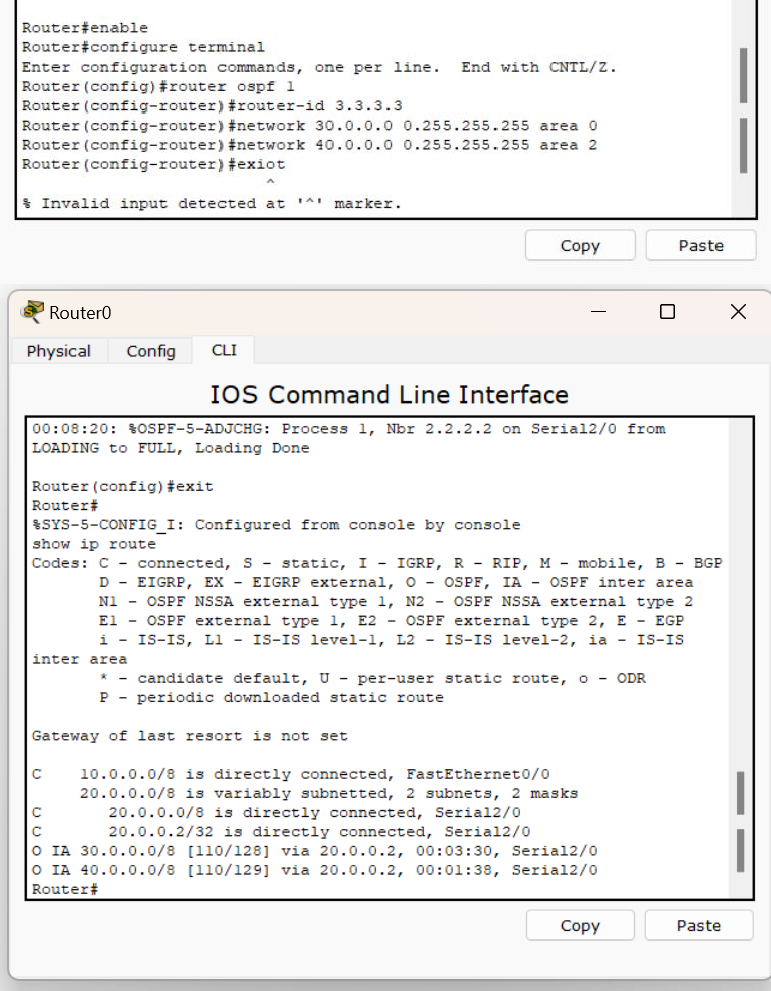 Router#enable
Router#configure terminal
Enter configuration commands, one per line.  End with CNTL/Z.
Router(config)#router ospf 1
Router(config-router)#router-id 3.3.3.3
Router(config-router)#network 30.0.0.0 0.255.255.255 area 0
Router(config-router)#network 40.0.0.0 0.255.255.255 area 2
Router(config-router)#exiot
^
% Invalid input detected at '^' marker.
Copy Paste
Router0
Physical Config CLI
IOS Command Line Interface
00:08:20: %OSPF-5-ADJCHG: Process 1, Nbr 2.2.2.2 on Serial2/0 from
LOADING to FULL, Loading Done
Router(config)#exit
Router#
%SYS-5-CONFIG_I: Configured from console by console
show ip route
Codes: C - connected, S - static, I - IGRP, R - RIP, M - mobile, B - BGP
D - EIGRP, EX - EIGRP external, O - OSPF, IA - OSPF inter area
N1 - OSPF NSSA external type 1, N2 - OSPF NSSA external type 2
E1 - OSPF external type 1, E2 - OSPF external type 2, E - EGP
i - IS-IS, L1 - IS-IS level-1, L2 - IS-IS level-2, ia - IS-IS
inter area
* - candidate default, U - per-user static route, o - ODR
P - periodic downloaded static route
Gateway of last resort is not set
C    10.0.0.0/8 is directly connected, FastEthernet0/0
20.0.0.0/8 is variably subnetted, 2 subnets, 2 masks
C       20.0.0.0/8 is directly connected, Serial2/0
C       20.0.0.2/32 is directly connected, Serial2/0
O IA 30.0.0.0/8 [110/128] via 20.0.0.2, 00:03:30, Serial2/0
O IA 40.0.0.0/8 [110/129] via 20.0.0.2, 00:01:38, Serial2/0
Router#
Copy Paste